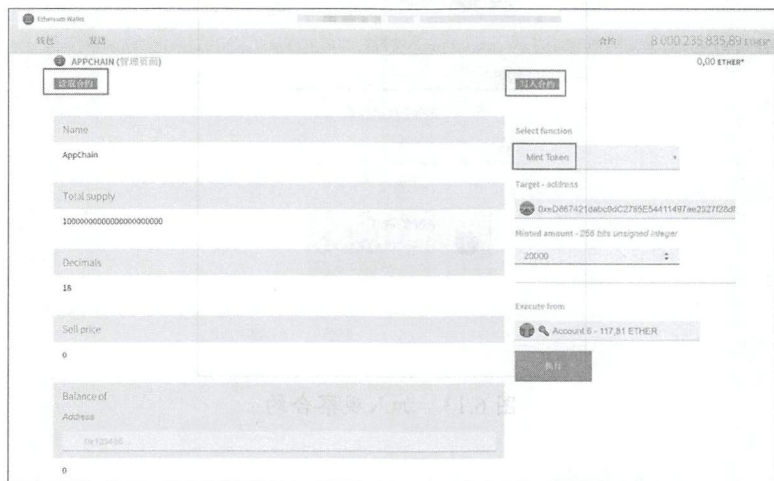 Ethereum Wallet
钱包 发送 合约 8 000 235 835,89 ETHER*
APPCHAIN (管理页面) 0,00 ETHER*
读取合约 写入合约
Name
AppChain
Total supply
Decimals
18
Sell price
0
Balance of
Address
0x123456...
0
Select function
Mint Token
Target - address
Minted amount - 256 bits unsigned integer
20000
Execute from
Account 6 - 117,81 ETHER
执行